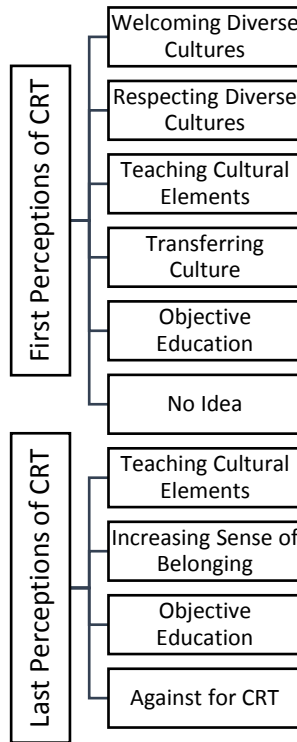 First Perceptions of CRT
Welcoming Diverse
Cultures
Respecting Diverse
Cultures
Teaching Cultural
Elements
Transferring
Culture
Objective
Education
No Idea
Last Perceptions of CRT
Teaching Cultural
Elements
Increasing Sense of
Belonging
Objective
Education
Against for CRT